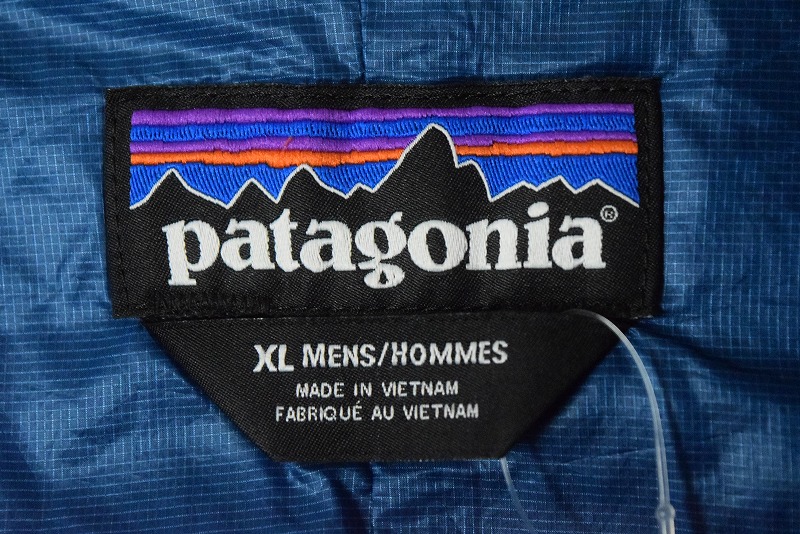 patagonia®
XL MENS/HOMMES
MADE IN VIETNAM
FABRIQUÉ AU VIETNAM